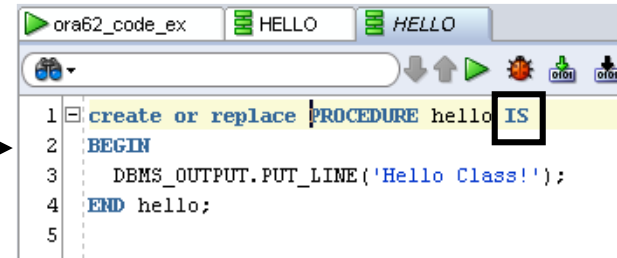 ora62_code_ex HELLO HELLO
1 create or replace PROCEDURE hello IS
2 BEGIN
3 DBMS_OUTPUT.PUT_LINE('Hello Class!');
4 END hello;
5